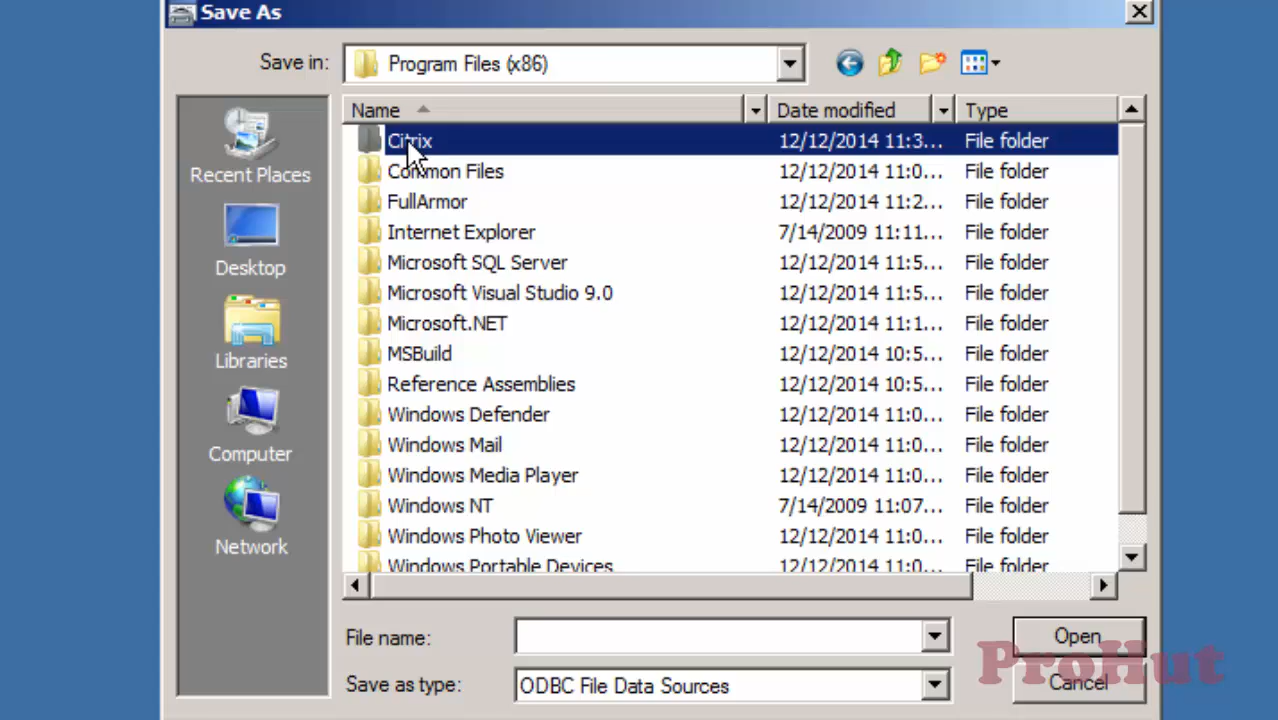 Save As
Save in:
Program Files (x86)
Name
Date modified
Type
Citrix
12/12/2014 11:3...
File folder
Common Files
12/12/2014 11:0...
File folder
FullArmor
12/12/2014 11:2...
File folder
Internet Explorer
7/14/2009 11:11...
File folder
Microsoft SQL Server
12/12/2014 11:5...
File folder
Microsoft Visual Studio 9.0
12/12/2014 11:5...
File folder
Microsoft.NET
12/12/2014 11:1...
File folder
MSBuild
12/12/2014 10:5...
File folder
Reference Assemblies
12/12/2014 10:5...
File folder
Windows Defender
12/12/2014 11:0...
File folder
Windows Mail
12/12/2014 11:0...
File folder
Windows Media Player
12/12/2014 11:0...
File folder
Windows NT
7/14/2009 11:07...
File folder
Windows Photo Viewer
12/12/2014 11:0...
File folder
Windows Portable Devices
12/12/2014 11:0...
File folder
Recent Places
Desktop
Libraries
Computer
Network
File name:
Open
Save as type:
ODBC File Data Sources
Cancel
ProHut